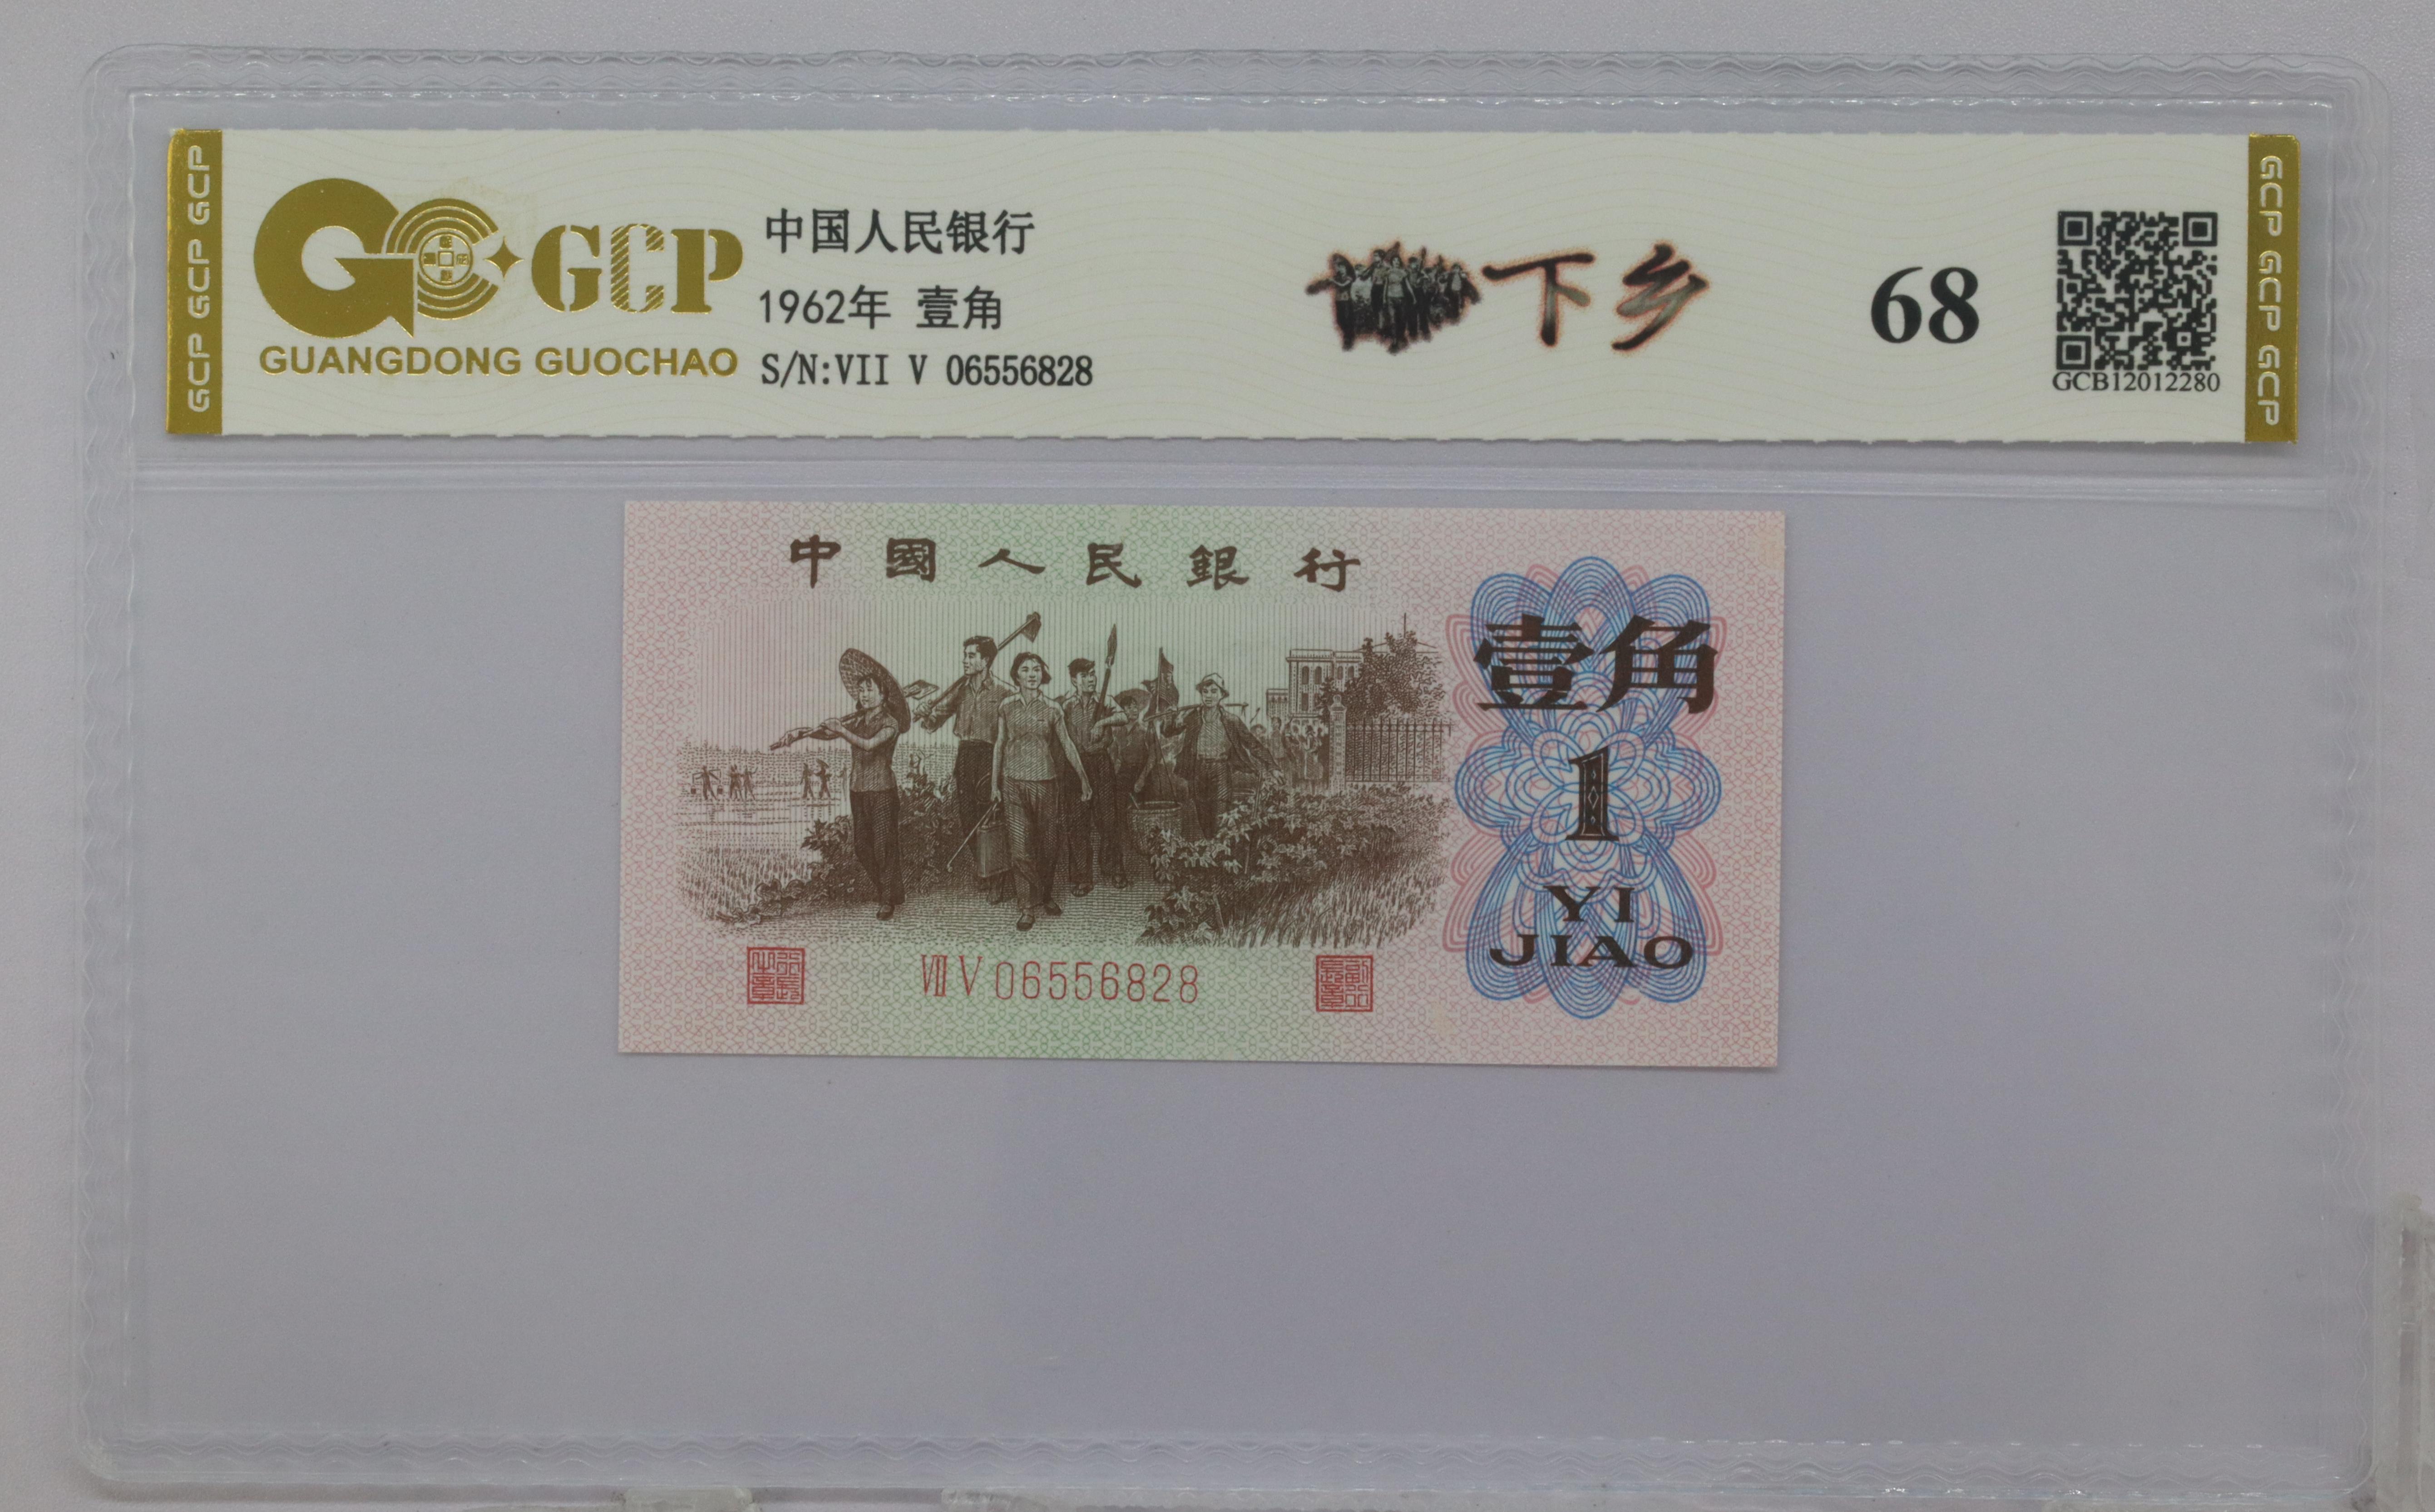 GCP GCP GCP
GCP
GUANGDONG GUOCHAO
中国人民银行
1962年 壹角
S/N:VII V 06556828
下乡
68
GCB12012280
GCP GCP GCP
中國人民銀行
壹角
1
YI
JIAO
VII V 06556828